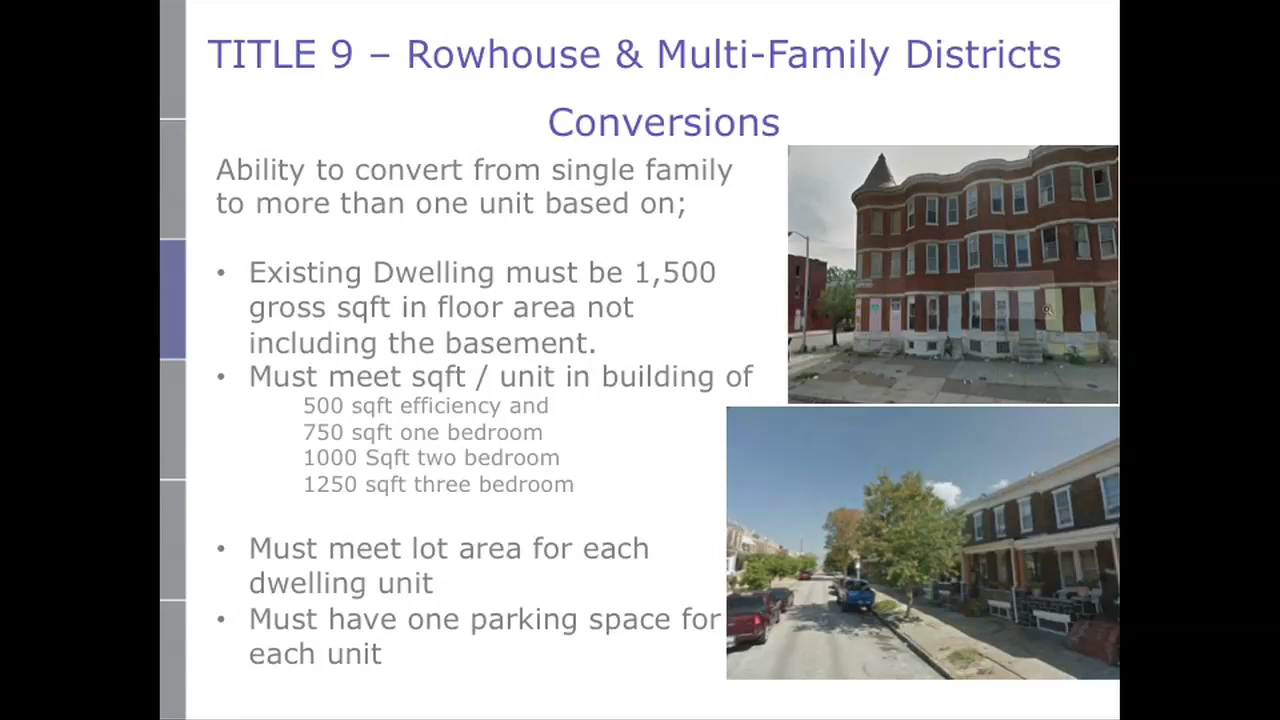 TITLE 9 – Rowhouse & Multi-Family Districts
Conversions
Ability to convert from single family
to more than one unit based on;
• Existing Dwelling must be 1,500
gross sqft in floor area not
including the basement.
• Must meet sqft / unit in building of
500 sqft efficiency and
750 sqft one bedroom
1000 Sqft two bedroom
1250 sqft three bedroom
• Must meet lot area for each
dwelling unit
• Must have one parking space for
each unit